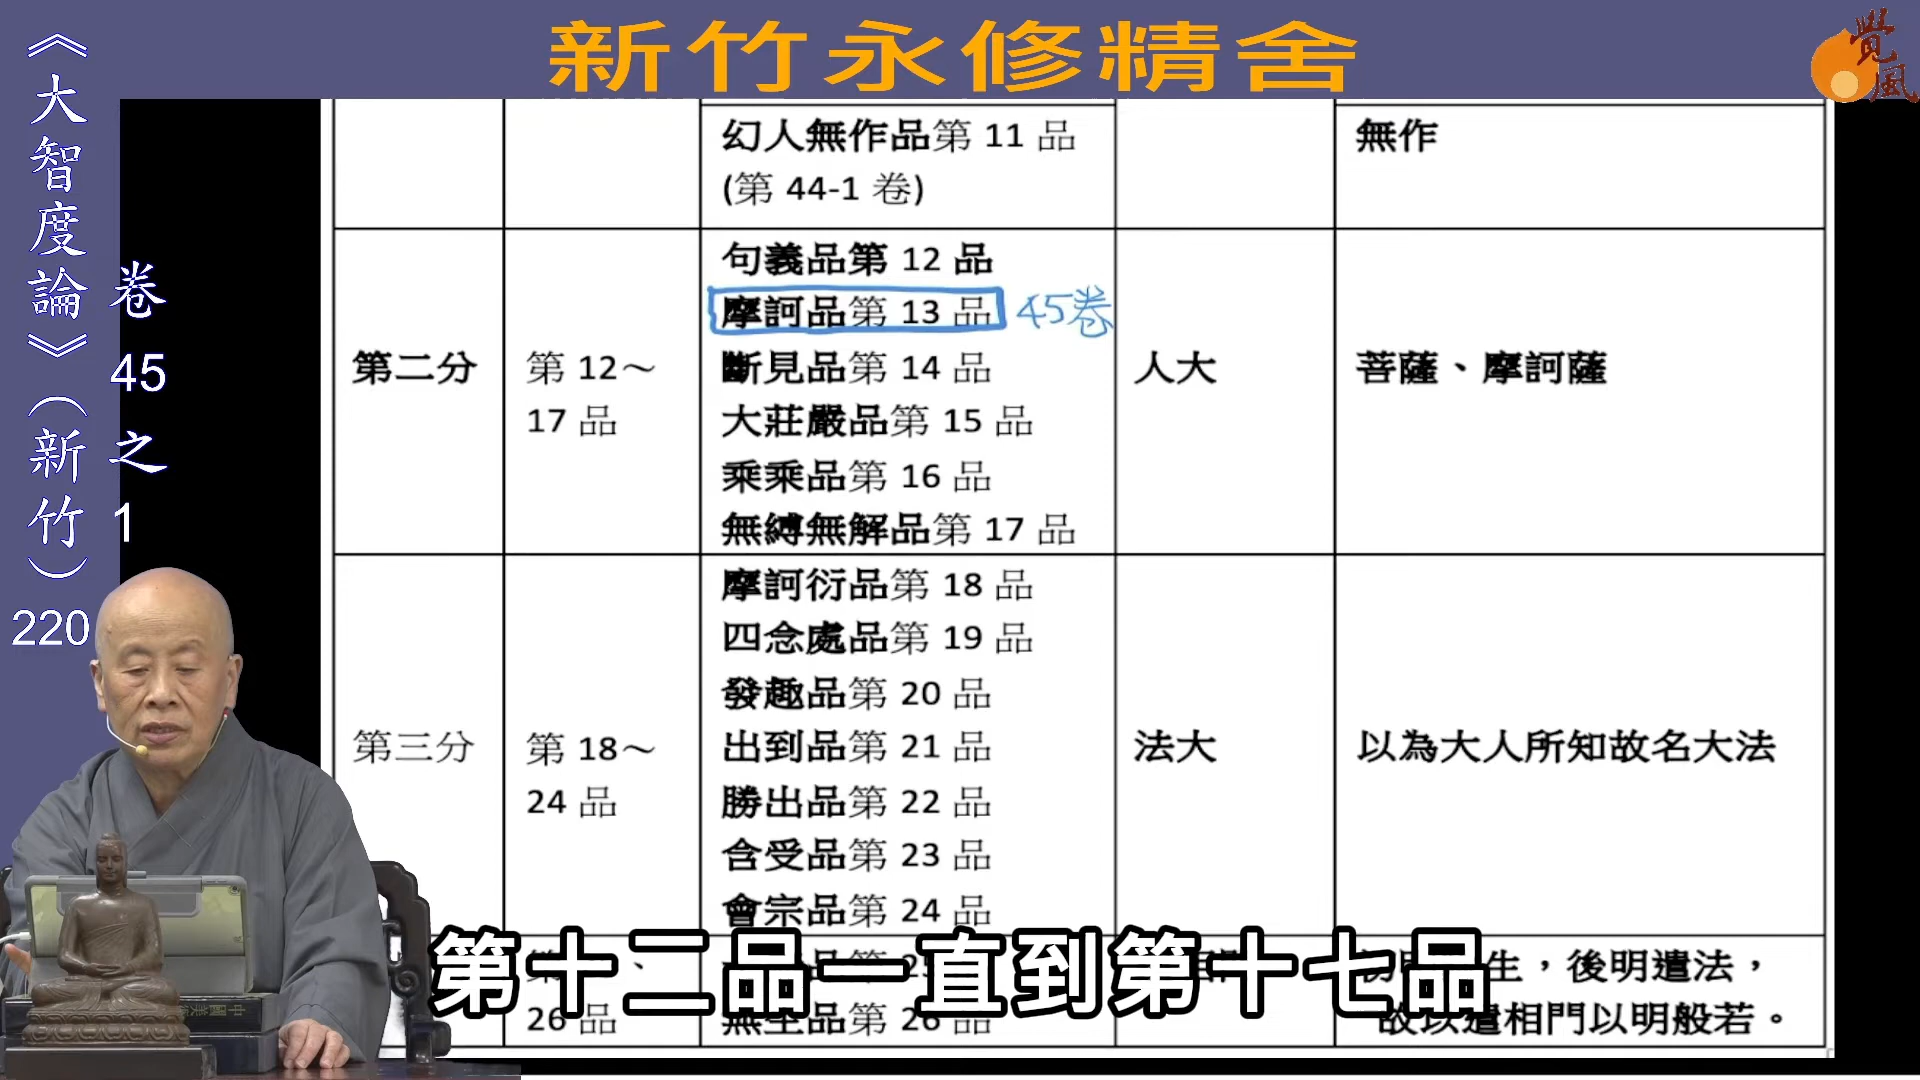 新竹永修精舍
覺風
《大智度論》（新竹）220
卷45之1
幻人無作品第 11 品
(第 44-1 卷)
無作
第二分
第 12～
17 品
句義品第 12 品
摩訶品第 13 品 45卷
斷見品第 14 品
大莊嚴品第 15 品
乘乘品第 16 品
無縛無解品第 17 品
人大
菩薩、摩訶薩
第三分
第 18～
24 品
摩訶衍品第 18 品
四念處品第 19 品
發趣品第 20 品
出到品第 21 品
勝出品第 22 品
含受品第 23 品
會宗品第 24 品
法大
以為大人所知故名大法
26 品
無生品第 26 品
生，後明遣法，
故以遣相門以明般若。
第十二品一直到第十七品